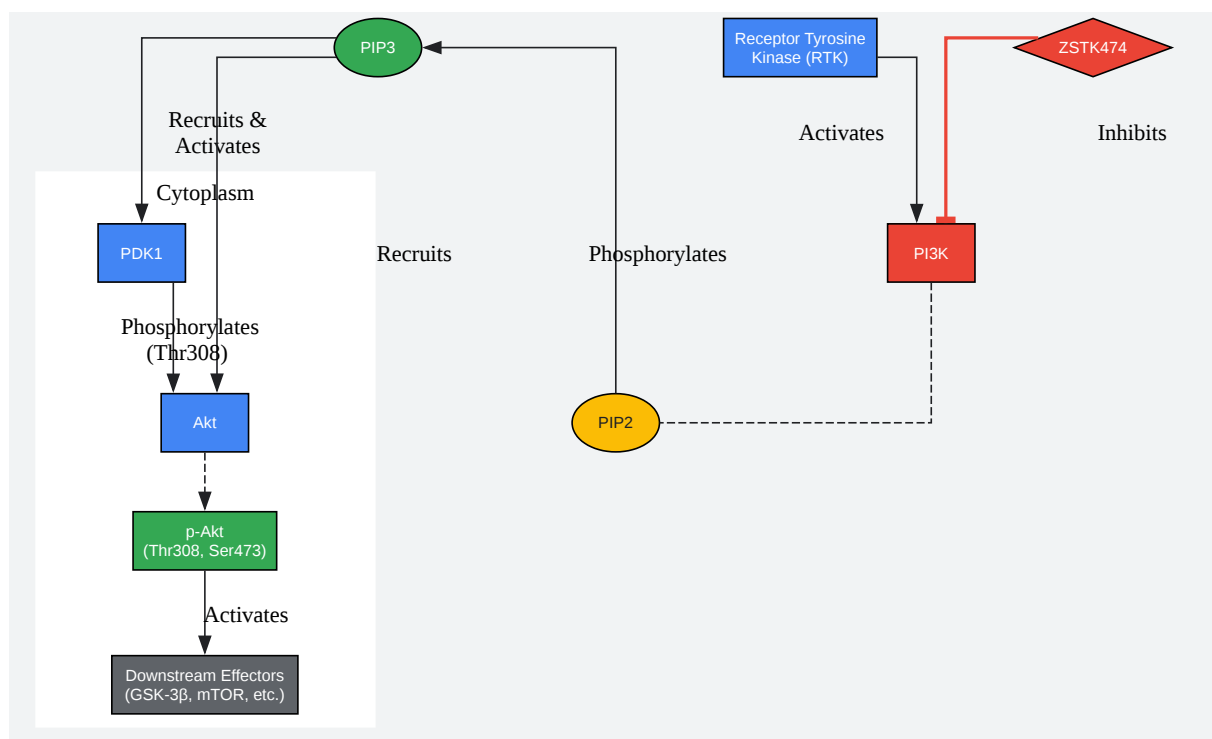 PIP3
Receptor Tyrosine
Kinase (RTK)
ZSTK474
Recruits &
Activates
Activates
Inhibits
Cytoplasm
PDK1
Recruits
Phosphorylates
PI3K
Phosphorylates
(Thr308)
Akt
PIP2
p-Akt
(Thr308, Ser473)
Activates
Downstream Effectors
(GSK-3β, mTOR, etc.)